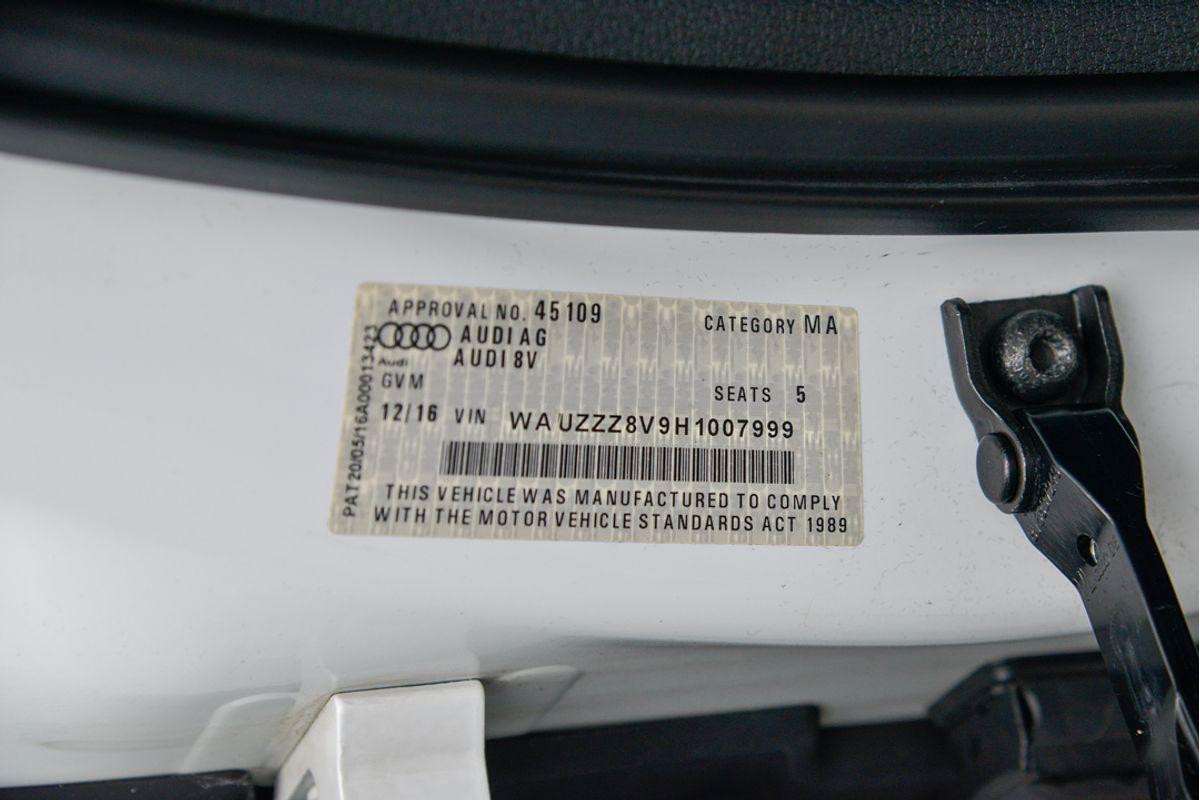 APPROVAL NO. 45109
CATEGORY MA
Audi
AUDI AG
AUDI 8V
GVM
SEATS 5
12/16 VIN WAUZZZ8V9H1007999
THIS VEHICLE WAS MANUFACTURED TO COMPLY
WITH THE MOTOR VEHICLE STANDARDS ACT 1989
PAT20/05/16A00013423